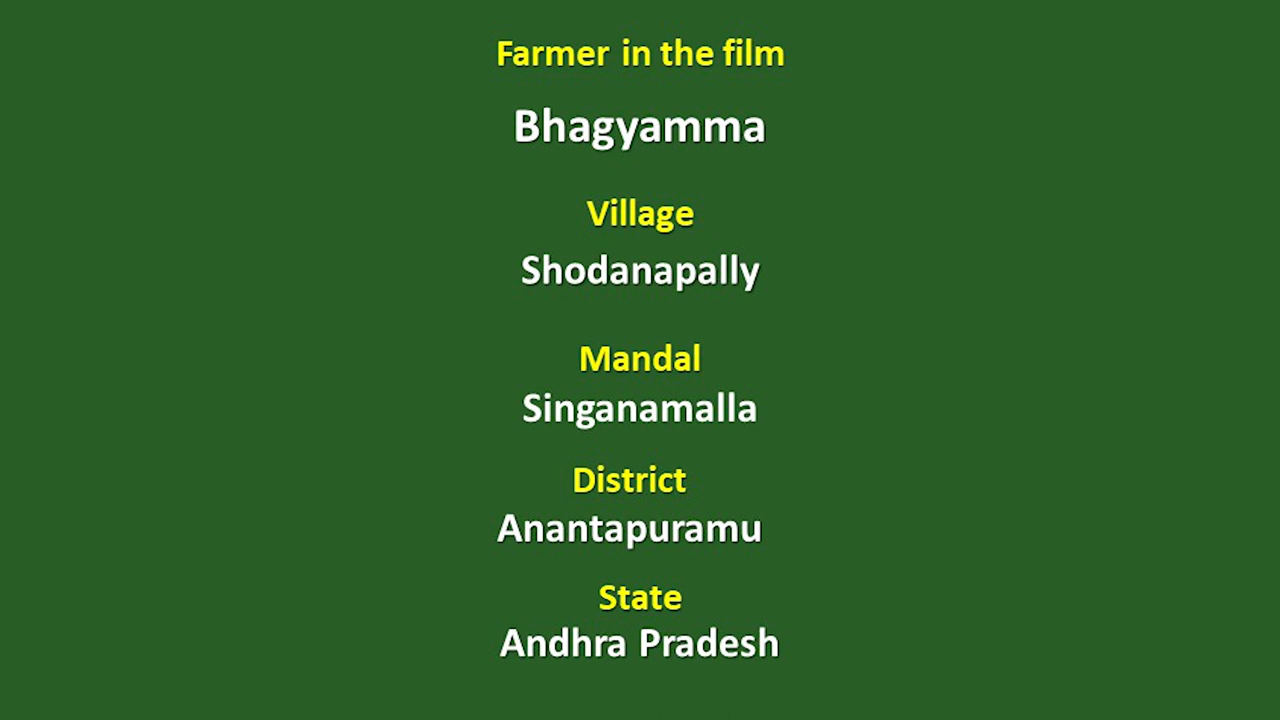 Farmer in the film
Bhagyamma
Village
Shodanapally
Mandal
Singanamalla
District
Anantapuramu
State
Andhra Pradesh